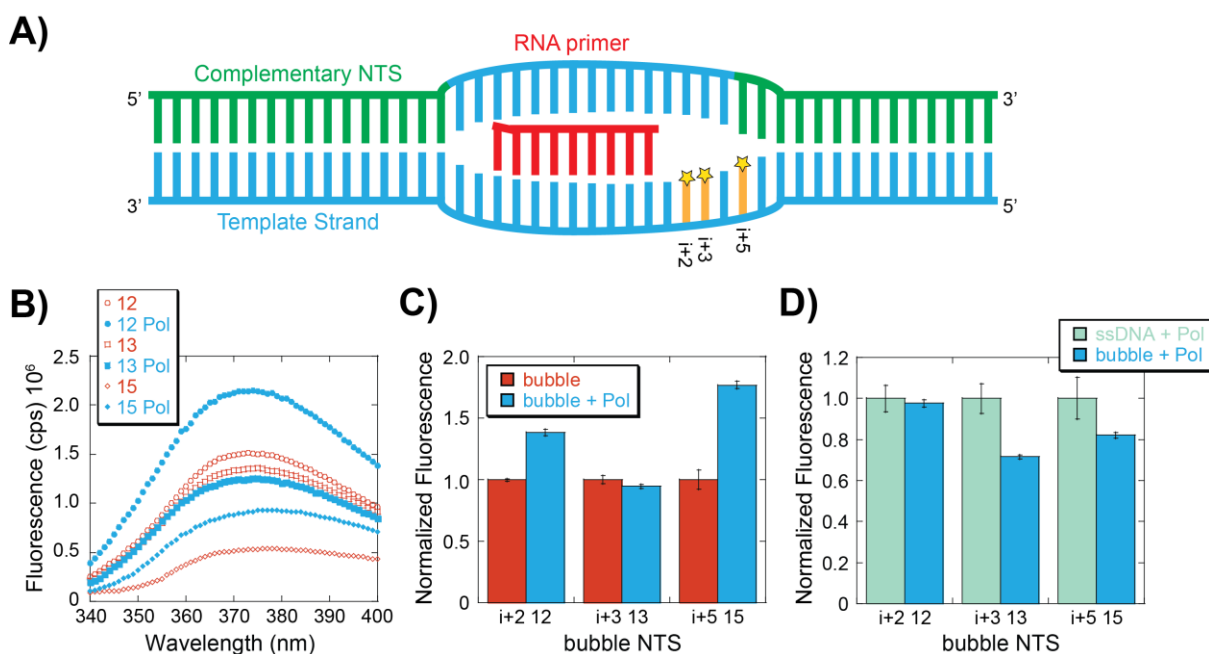 A)
RNA primer
Complementary NTS
5’
3’
3’
5’
Template Strand
i+2
i+3
i+5
B)
12
12 Pol
13
13 Pol
15
15 Pol
Fluorescence (cps) 10⁶
2.5
2.0
1.5
1.0
0.5
0
340 350 360 370 380 390 400
Wavelength (nm)
C)
bubble
bubble + Pol
Normalized Fluorescence
2.0
1.5
1.0
0.5
0
i+2 12 i+3 13 i+5 15
bubble NTS
D)
ssDNA + Pol
bubble + Pol
Normalized Fluorescence
1.2
1.0
0.8
0.6
0.4
0.2
0
i+2 12 i+3 13 i+5 15
bubble NTS